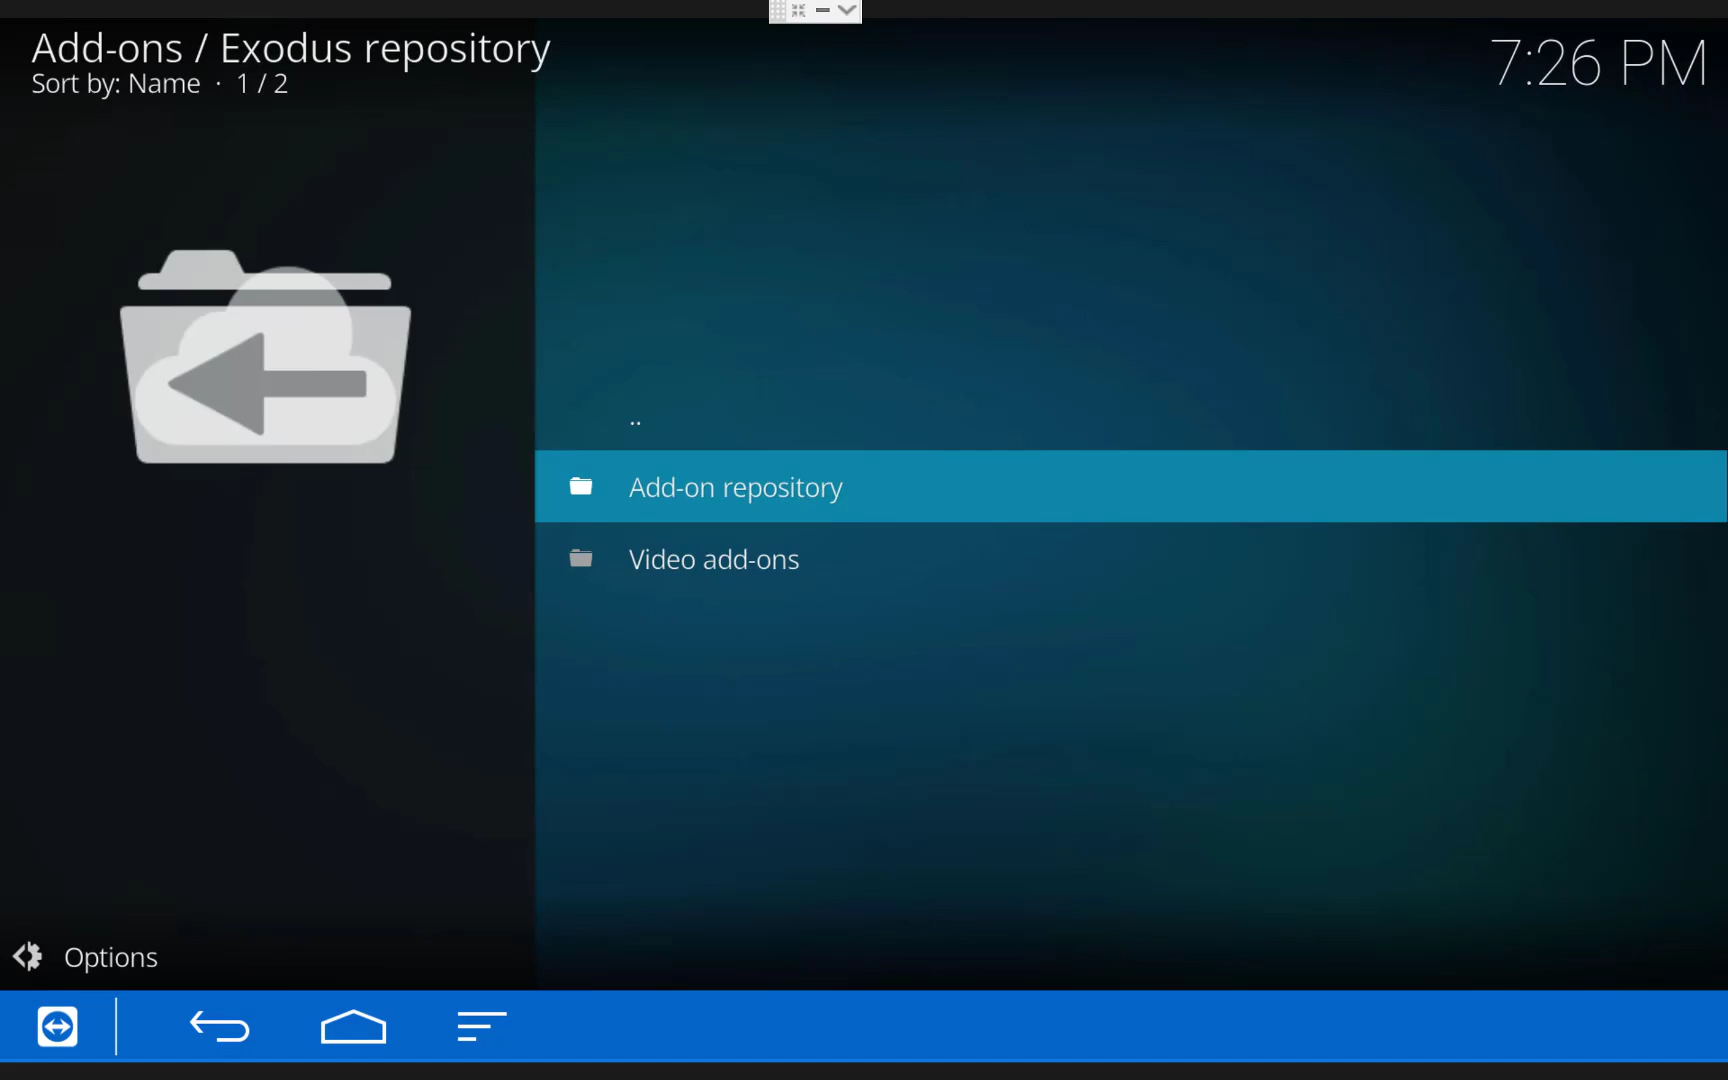 Add-ons / Exodus repository
Sort by: Name · 1 / 2
7:26 PM
..
Add-on repository
Video add-ons
Options